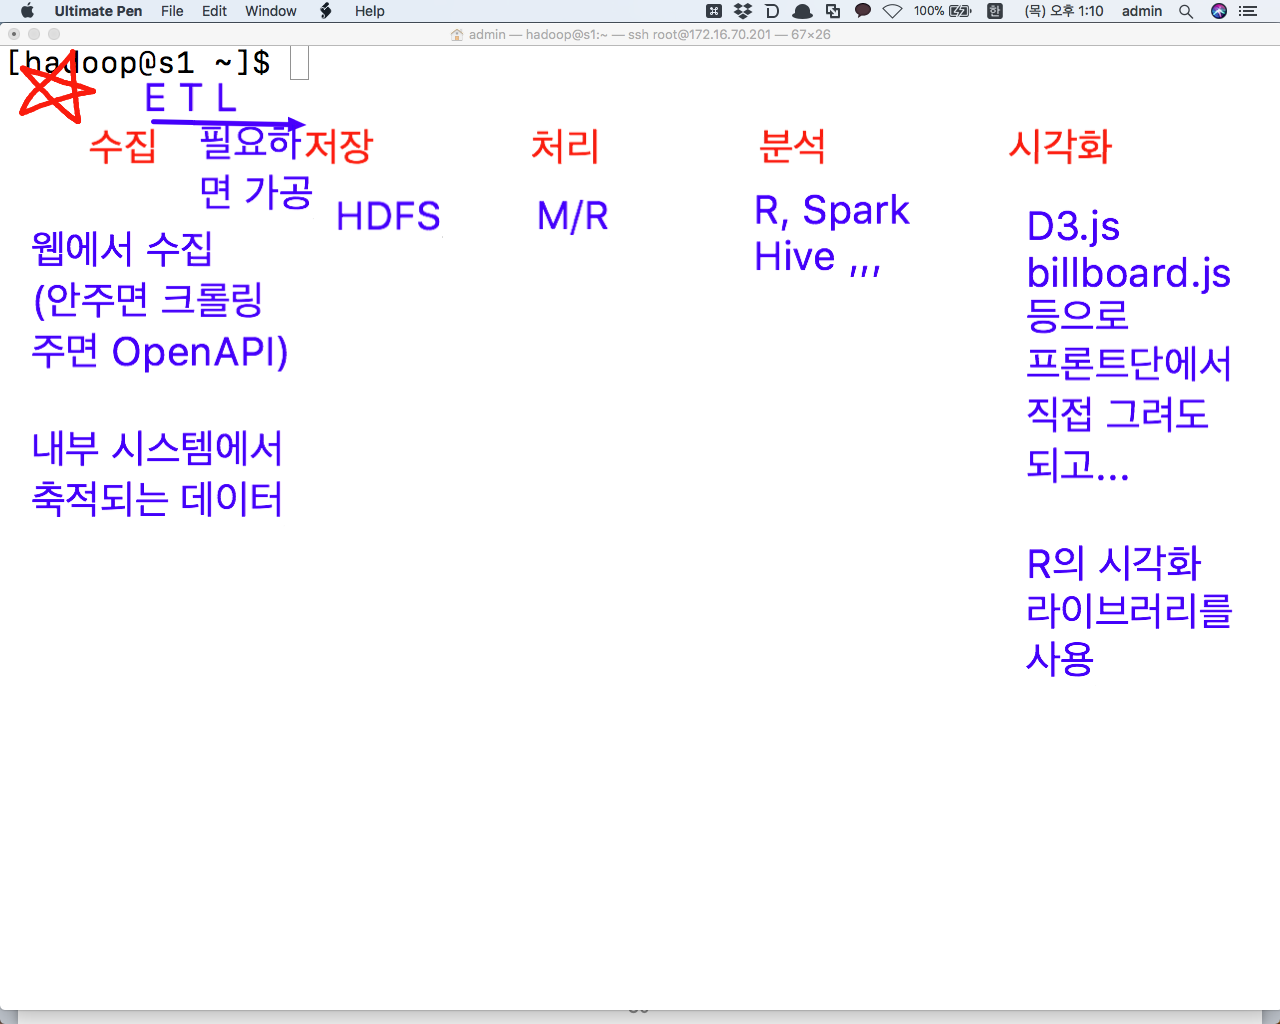 Ultimate Pen File Edit Window Help 100% 한 (목) 오후 1:10 admin
admin — hadoop@s1:~ — ssh root@172.16.70.201 — 67×26
[hadoop@s1 ~]$
E T L
수집 필요하 저장 처리 분석 시각화
면 가공
HDFS
M/R
R, Spark
Hive ,,,
웹에서 수집
(안주면 크롤링
주면 OpenAPI)
내부 시스템에서
축적되는 데이터
D3.js
billboard.js
등으로
프론트단에서
직접 그려도
되고...
R의 시각화
라이브러리를
사용